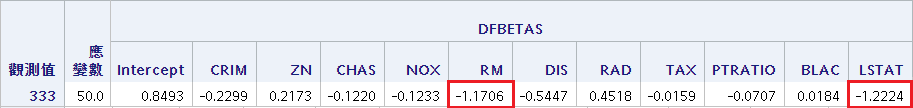 DFBETAS
觀測值 應變數 Intercept CRIM ZN CHAS NOX RM DIS RAD TAX PTRATIO BLAC LSTAT
333 50.0 0.8493 -0.2299 0.2173 -0.1220 -0.1233 -1.1706 -0.5447 0.4518 -0.0159 -0.0707 0.0184 -1.2224